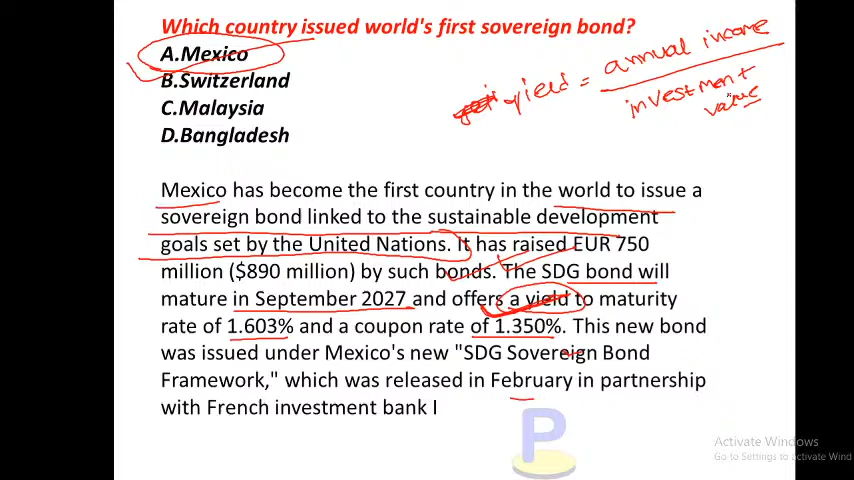 Which country issued world's first sovereign bond?
A.Mexico
B.Switzerland
C.Malaysia
D.Bangladesh
yield = annual income
investment
value
Mexico has become the first country in the world to issue a
sovereign bond linked to the sustainable development
goals set by the United Nations. It has raised EUR 750
million ($890 million) by such bonds. The SDG bond will
mature in September 2027 and offers a yield to maturity
rate of 1.603% and a coupon rate of 1.350%. This new bond
was issued under Mexico's new "SDG Sovereign Bond
Framework," which was released in February in partnership
with French investment bank I
P
Activate Windows
Go to Settings to activate Wind